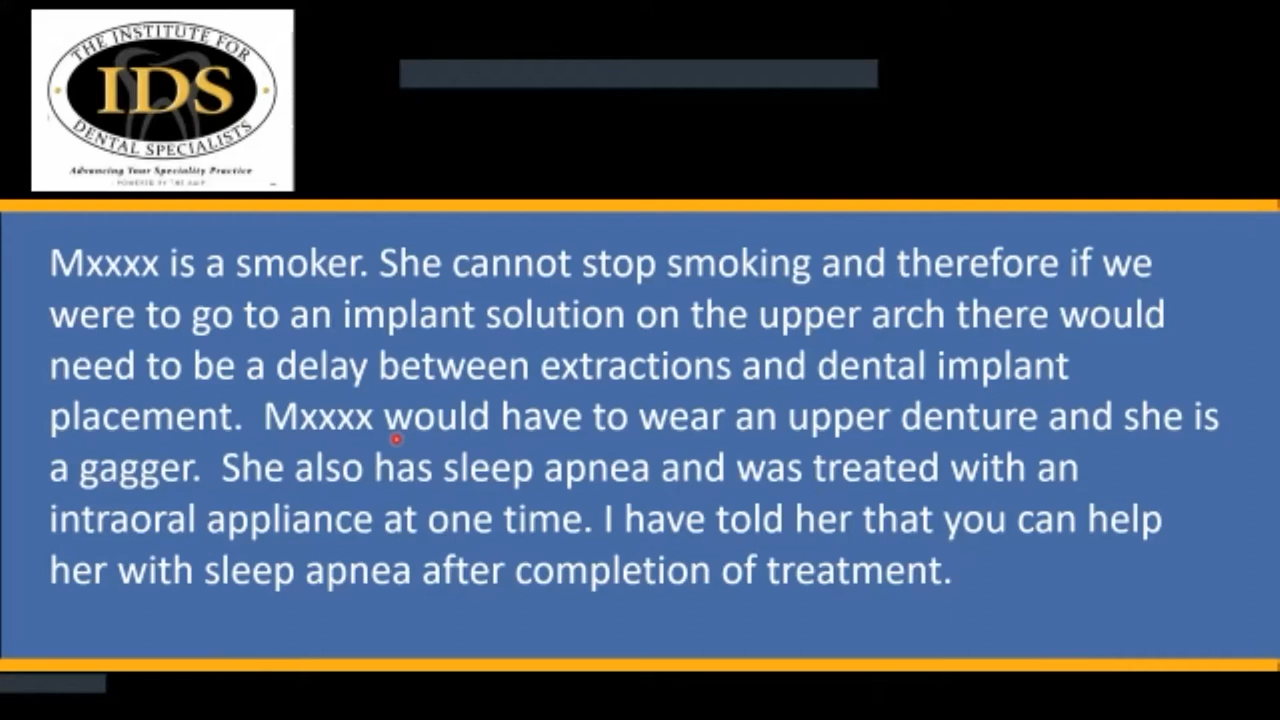 THE INSTITUTE FOR
IDS
DENTAL SPECIALISTS
Advancing Your Speciality Practice
Mxxxx is a smoker. She cannot stop smoking and therefore if we
were to go to an implant solution on the upper arch there would
need to be a delay between extractions and dental implant
placement.  Mxxxx would have to wear an upper denture and she is
a gagger.  She also has sleep apnea and was treated with an
intraoral appliance at one time. I have told her that you can help
her with sleep apnea after completion of treatment.